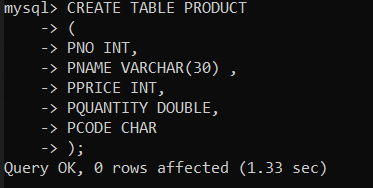 mysql> CREATE TABLE PRODUCT
-> (
-> PNO INT,
-> PNAME VARCHAR(30) ,
-> PPRICE INT,
-> PQUANTITY DOUBLE,
-> PCODE CHAR
-> );
Query OK, 0 rows affected (1.33 sec)